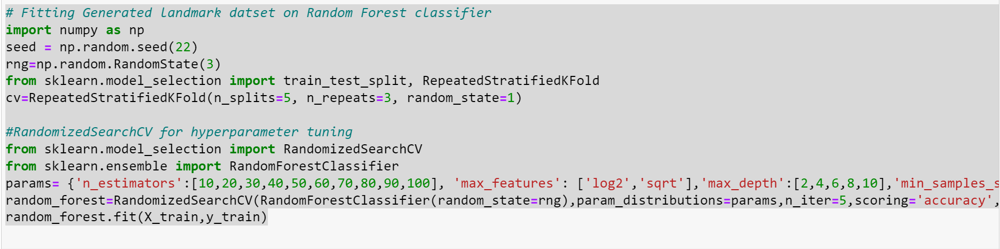 # Fitting Generated landmark datset on Random Forest classifier
import numpy as np
seed = np.random.seed(22)
rng=np.random.RandomState(3)
from sklearn.model_selection import train_test_split, RepeatedStratifiedKFold
cv=RepeatedStratifiedKFold(n_splits=5, n_repeats=3, random_state=1)
#RandomizedSearchCV for hyperparameter tuning
from sklearn.model_selection import RandomizedSearchCV
from sklearn.ensemble import RandomForestClassifier
params= {'n_estimators':[10,20,30,40,50,60,70,80,90,100], 'max_features': ['log2','sqrt'],'max_depth':[2,4,6,8,10],'min_samples_s
random_forest=RandomizedSearchCV(RandomForestClassifier(random_state=rng),param_distributions=params,n_iter=5,scoring='accuracy',
random_forest.fit(X_train,y_train)